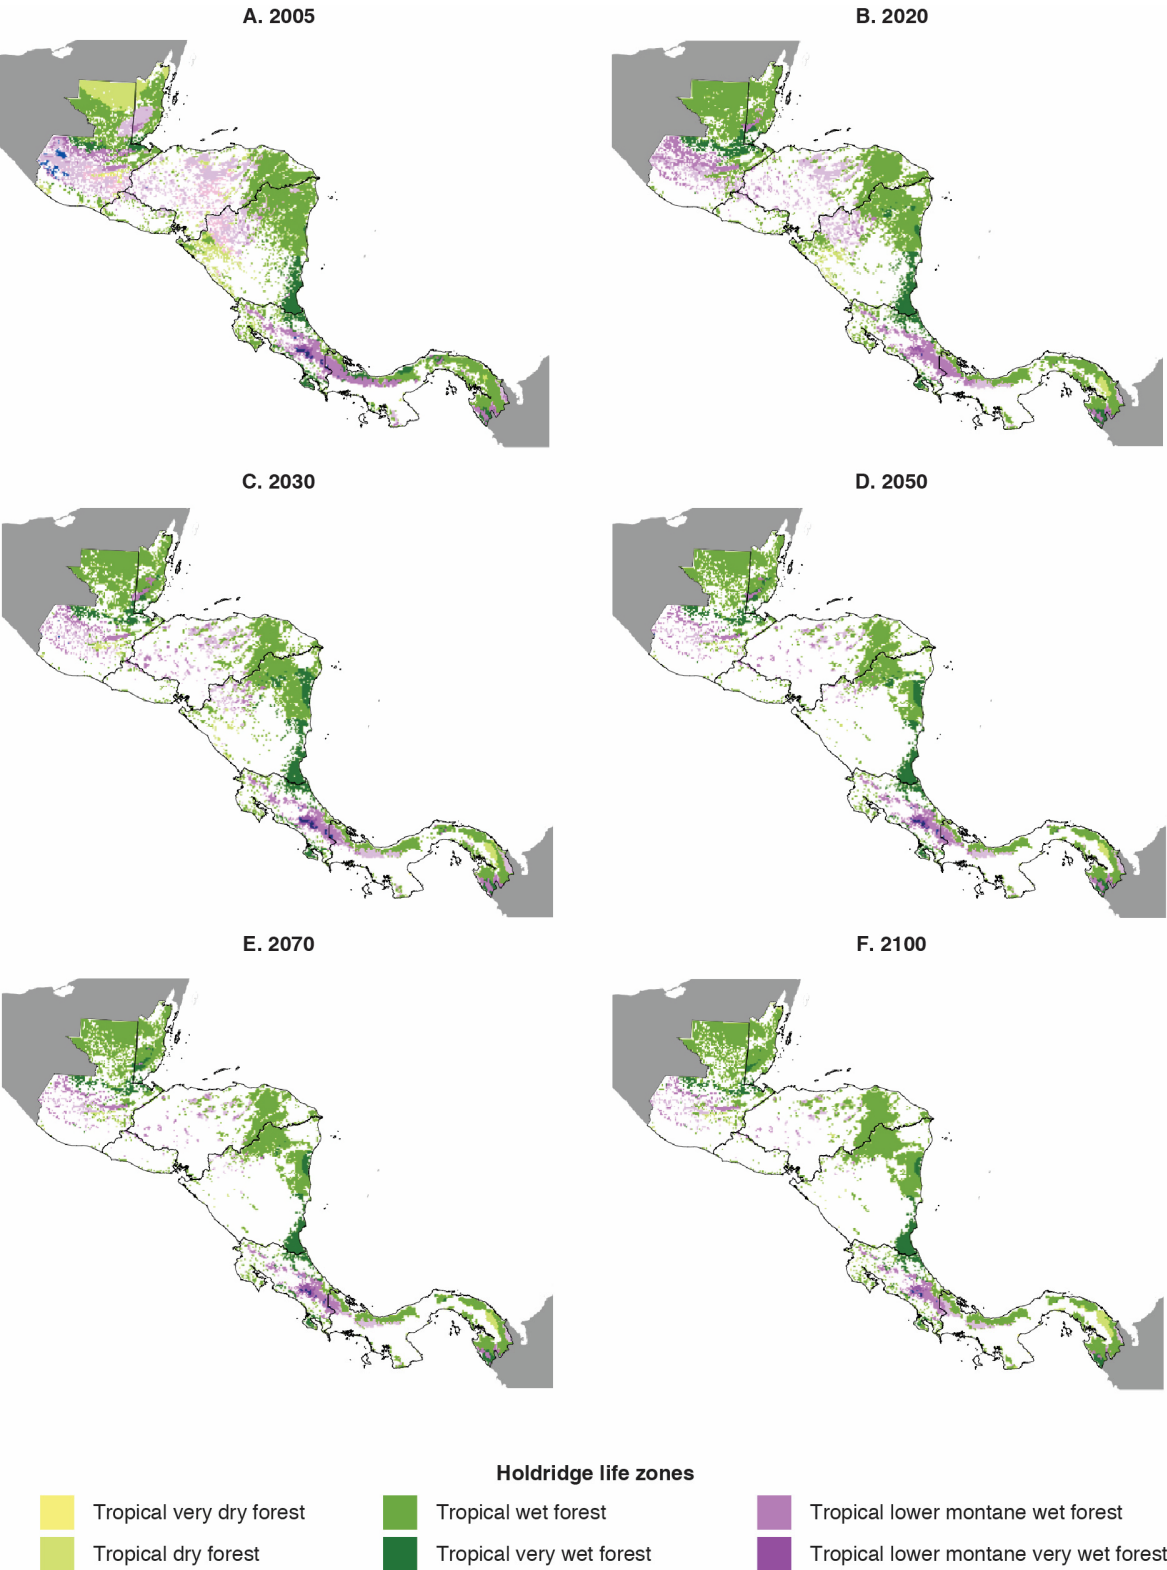 A. 2005
B. 2020
C. 2030
D. 2050
E. 2070
F. 2100
Holdridge life zones
Tropical very dry forest
Tropical wet forest
Tropical lower montane wet forest
Tropical dry forest
Tropical very wet forest
Tropical lower montane very wet forest